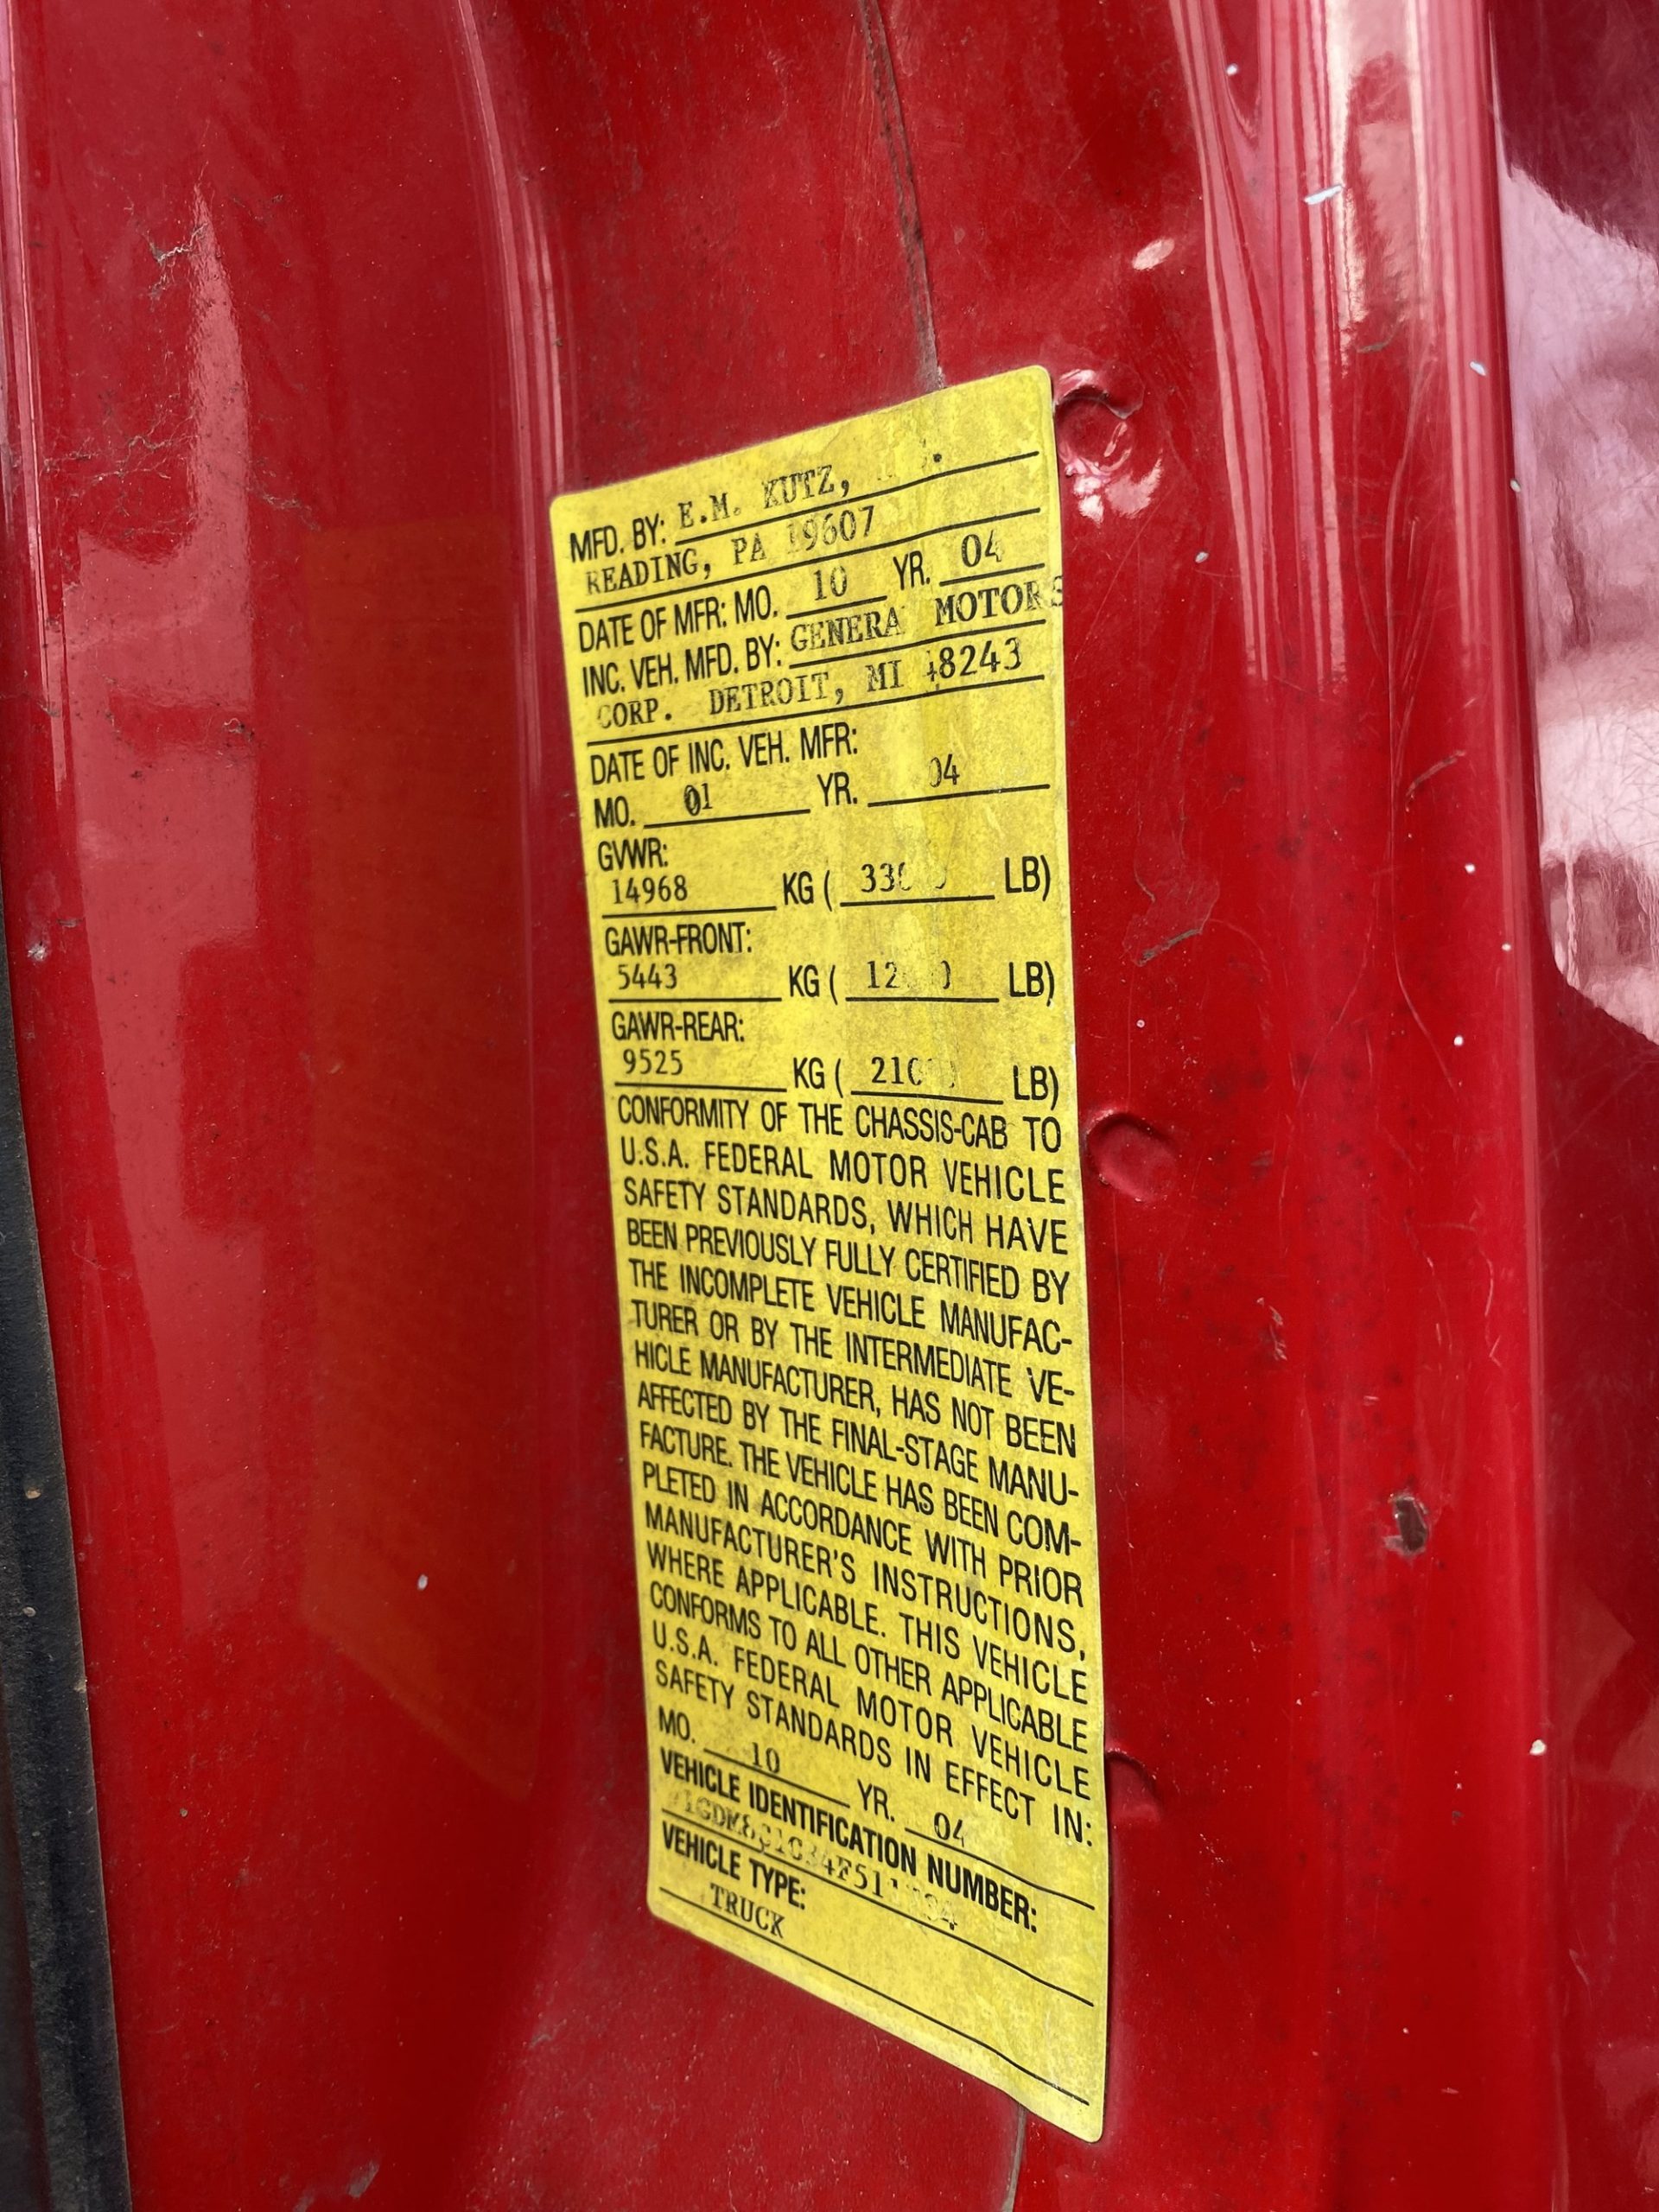 MFD. BY: E.M. KUTZ,
READING, PA 19607
DATE OF MFR: MO. 10 YR. 04
INC. VEH. MFD. BY: GENERAL MOTORS
CORP. DETROIT, MI 48243
DATE OF INC. VEH. MFR:
MO. 01 YR. 04
GVWR:
14968 KG ( LB)
GAWR-FRONT:
5443 KG ( LB)
GAWR-REAR:
9525 KG ( LB)
CONFORMITY OF THE CHASSIS-CAB TO
U.S.A. FEDERAL MOTOR VEHICLE
SAFETY STANDARDS, WHICH HAVE
BEEN PREVIOUSLY FULLY CERTIFIED BY
THE INCOMPLETE VEHICLE MANUFAC-
TURER OR BY THE INTERMEDIATE VE-
HICLE MANUFACTURER, HAS NOT BEEN
AFFECTED BY THE FINAL-STAGE MANU-
FACTURE. THE VEHICLE HAS BEEN COM-
PLETED IN ACCORDANCE WITH PRIOR
MANUFACTURER'S INSTRUCTIONS,
WHERE APPLICABLE. THIS VEHICLE
CONFORMS TO ALL OTHER APPLICABLE
U.S.A. FEDERAL MOTOR VEHICLE
SAFETY STANDARDS IN EFFECT IN:
MO. 10 YR. 04
VEHICLE IDENTIFICATION NUMBER:
VEHICLE TYPE:
TRUCK